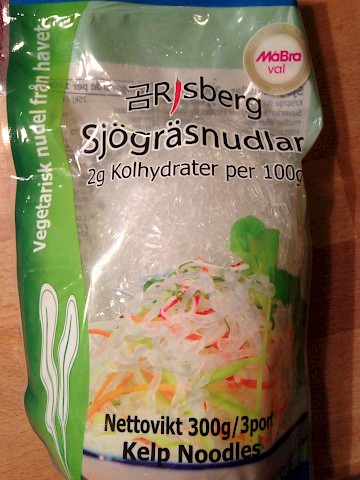 MåBra
val
Risberg
Sjögräsnudlar
2g Kolhydrater per 100g
Vegetarisk nudel från havet
Nettovikt 300g/3port
Kelp Noodles